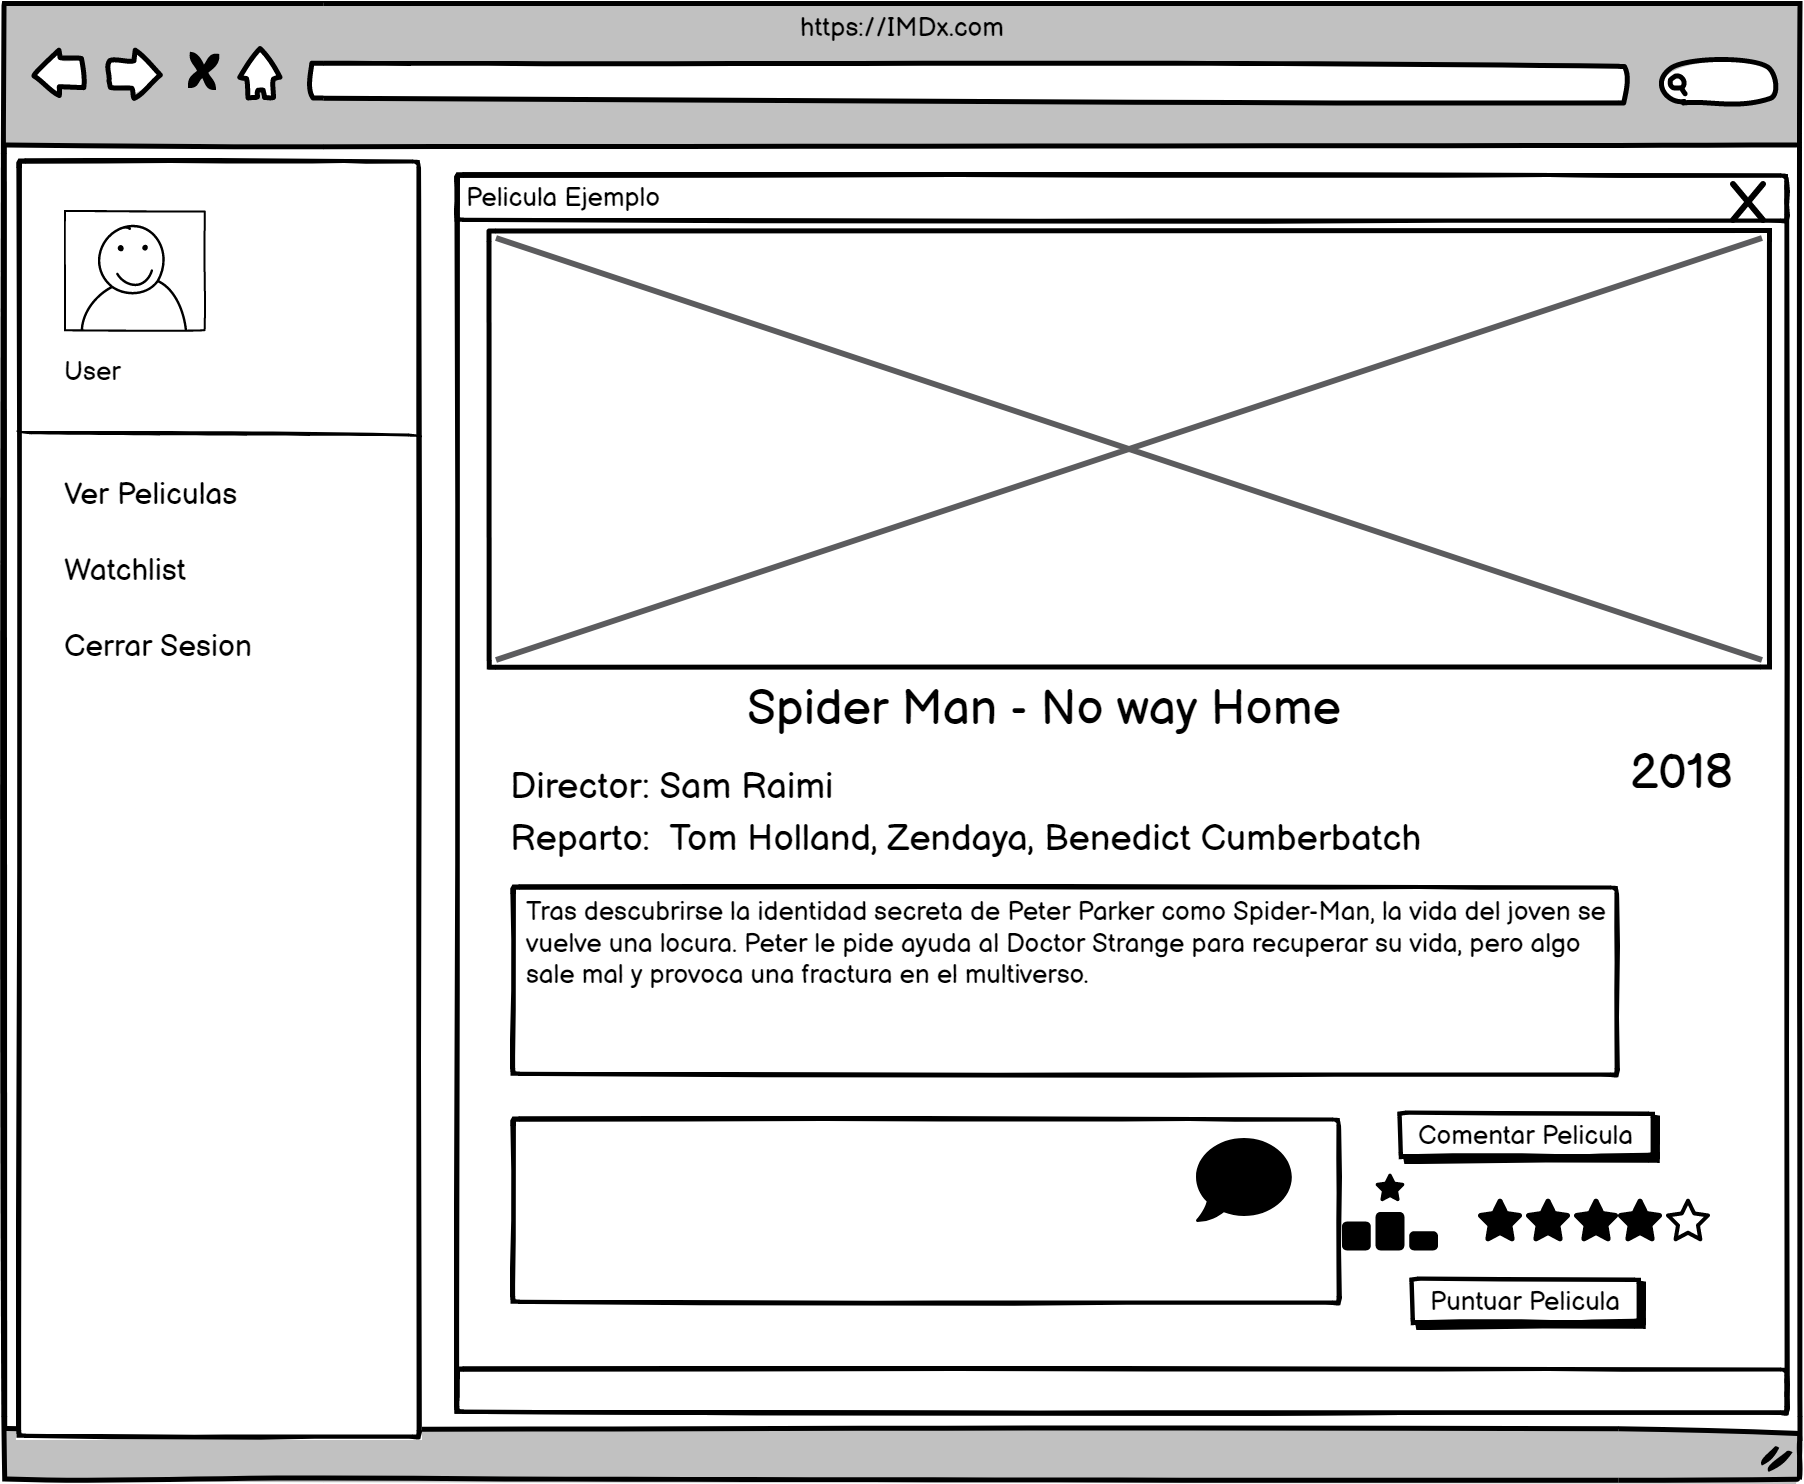 https://IMDx.com
User
Ver Peliculas
Watchlist
Cerrar Sesion
Pelicula Ejemplo
Spider Man - No way Home
2018
Director: Sam Raimi
Reparto: Tom Holland, Zendaya, Benedict Cumberbatch
Tras descubrirse la identidad secreta de Peter Parker como Spider-Man, la vida del joven se
vuelve una locura. Peter le pide ayuda al Doctor Strange para recuperar su vida, pero algo
sale mal y provoca una fractura en el multiverso.
Comentar Pelicula
Puntuar Pelicula